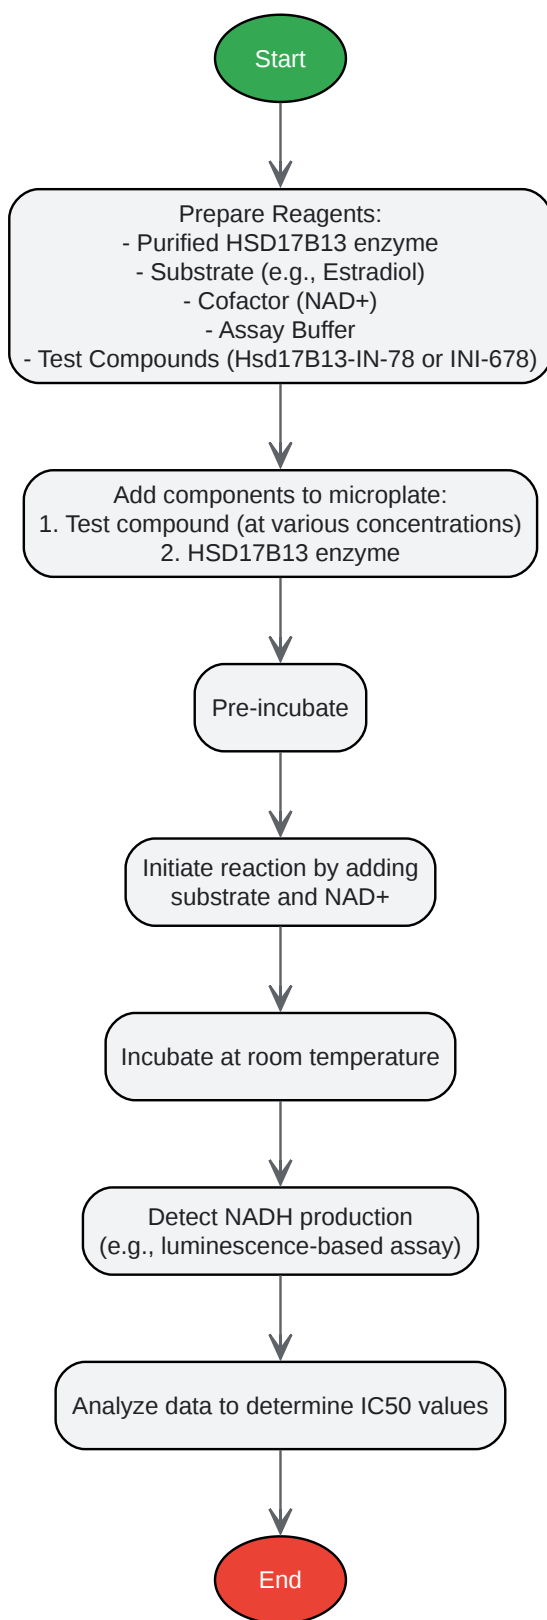 Start
Prepare Reagents:
- Purified HSD17B13 enzyme
- Substrate (e.g., Estradiol)
- Cofactor (NAD+)
- Assay Buffer
- Test Compounds (Hsd17B13-IN-78 or INI-678)
Add components to microplate:
1. Test compound (at various concentrations)
2. HSD17B13 enzyme
Pre-incubate
Initiate reaction by adding
substrate and NAD+
Incubate at room temperature
Detect NADH production
(e.g., luminescence-based assay)
Analyze data to determine IC50 values
End